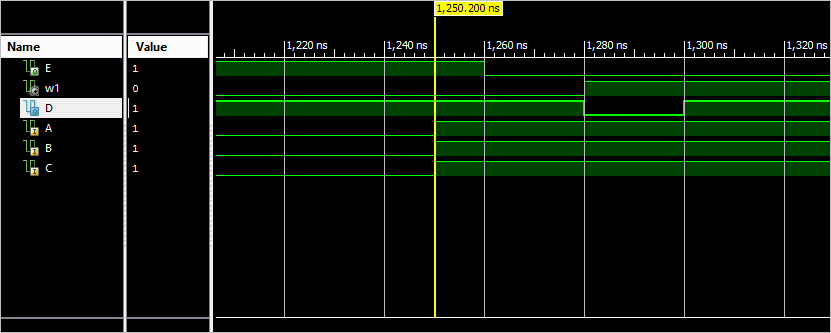 1,250.200 ns
Name Value 1,220 ns 1,240 ns 1,260 ns 1,280 ns 1,300 ns 1,320 ns
E 1
w1 0
D 1
A 1
B 1
C 1